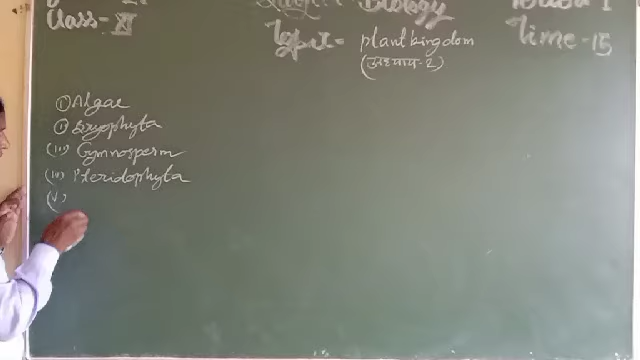 Biology
Class - XI
Topic = plant kingdom
(अध्याय-2)
Time - 15
(i) Algae
(ii) Bryophyta
(iii) Gymnosperm
(iv) Pteridophyta
(v)